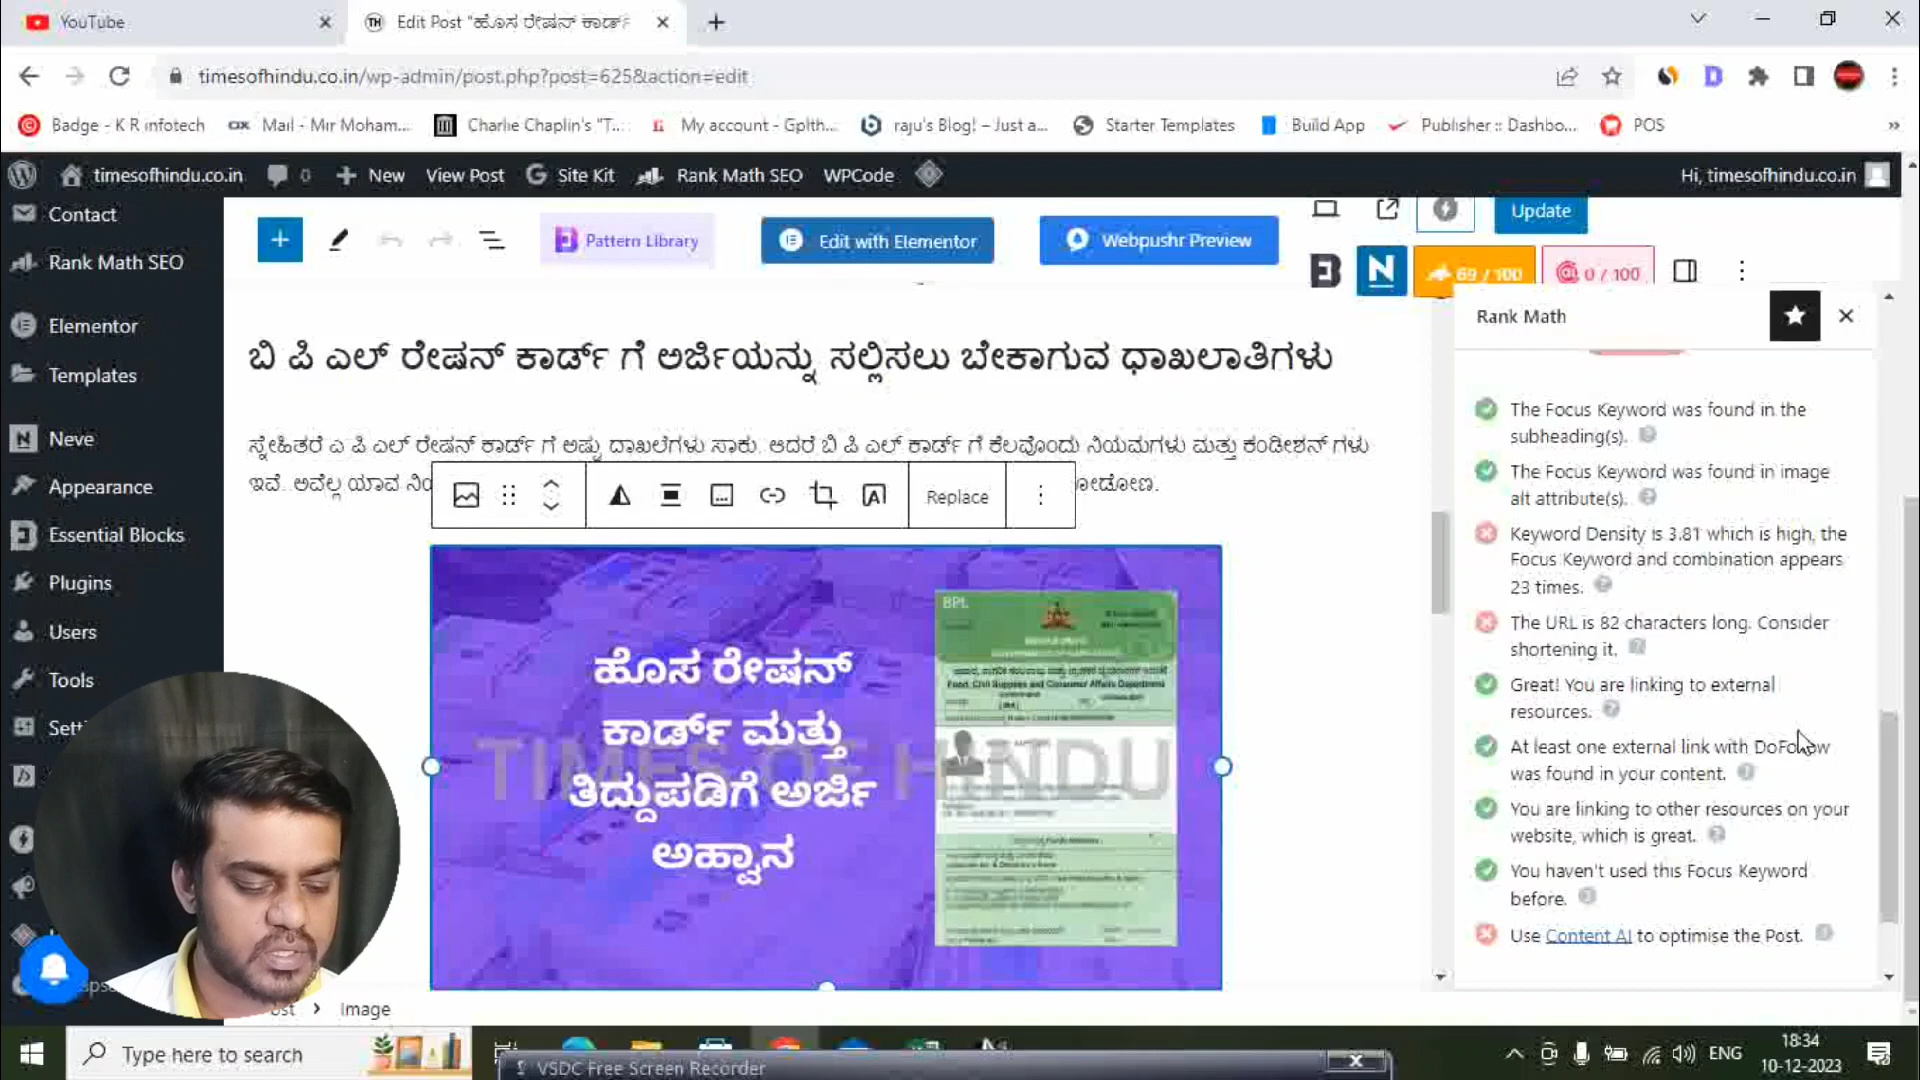 YouTube
Edit Post "ಹೊಸ ರೇಷನ್ ಕಾರ್ಡ್
timesofhindu.co.in/wp-admin/post.php?post=625&action=edit
Badge - K R infotech
Mail - Mir Moham...
Charlie Chaplin's "T...
My account - Gplth...
raju's Blog! – Just a...
Starter Templates
Build App
Publisher :: Dashbo...
POS
timesofhindu.co.in
0
New
View Post
Site Kit
Rank Math SEO
WPCode
Hi, timesofhindu.co.in
Contact
Rank Math SEO
Elementor
Templates
Neve
Appearance
Essential Blocks
Plugins
Users
Tools
Pattern Library
Edit with Elementor
Webpushr Preview
Update
69 / 100
0 / 100
ಬಿ ಪಿ ಎಲ್ ರೇಷನ್ ಕಾರ್ಡ್ ಗೆ ಅರ್ಜಿಯನ್ನು ಸಲ್ಲಿಸಲು ಬೇಕಾಗುವ ಧಾಖಲಾತಿಗಳು
ಸ್ನೇಹಿತರೆ ಎ ಪಿ ಎಲ್ ರೇಷನ್ ಕಾರ್ಡ್ ಗೆ ಅಷ್ಟು ದಾಖಲೆಗಳು ಸಾಕು. ಆದರೆ ಬಿ ಪಿ ಎಲ್ ಕಾರ್ಡ್ ಗೆ ಕೆಲವೊಂದು ನಿಯಮಗಳು ಮತ್ತು ಕಂಡೀಶನ್ ಗಳು
ಇವೆ. ಅವೆಲ್ಲ ಯಾವ
Replace
BPL
Food, Civil Supplies and Consumer Affairs Department
ಹೊಸ ರೇಷನ್
ಕಾರ್ಡ್ ಮತ್ತು
ತಿದ್ದುಪಡಿಗೆ ಅರ್ಜಿ
ಅಹ್ವಾನ
TIMES OF HINDU
Image
Rank Math
The Focus Keyword was found in the
subheading(s).
The Focus Keyword was found in image
alt attribute(s).
Keyword Density is 3.81 which is high, the
Focus Keyword and combination appears
23 times.
The URL is 82 characters long. Consider
shortening it.
Great! You are linking to external
resources.
At least one external link with DoFollow
was found in your content.
You are linking to other resources on your
website, which is great.
You haven't used this Focus Keyword
before.
Use Content AI to optimise the Post.
Type here to search
VSDC Free Screen Recorder
ENG
18:34
10-12-2023